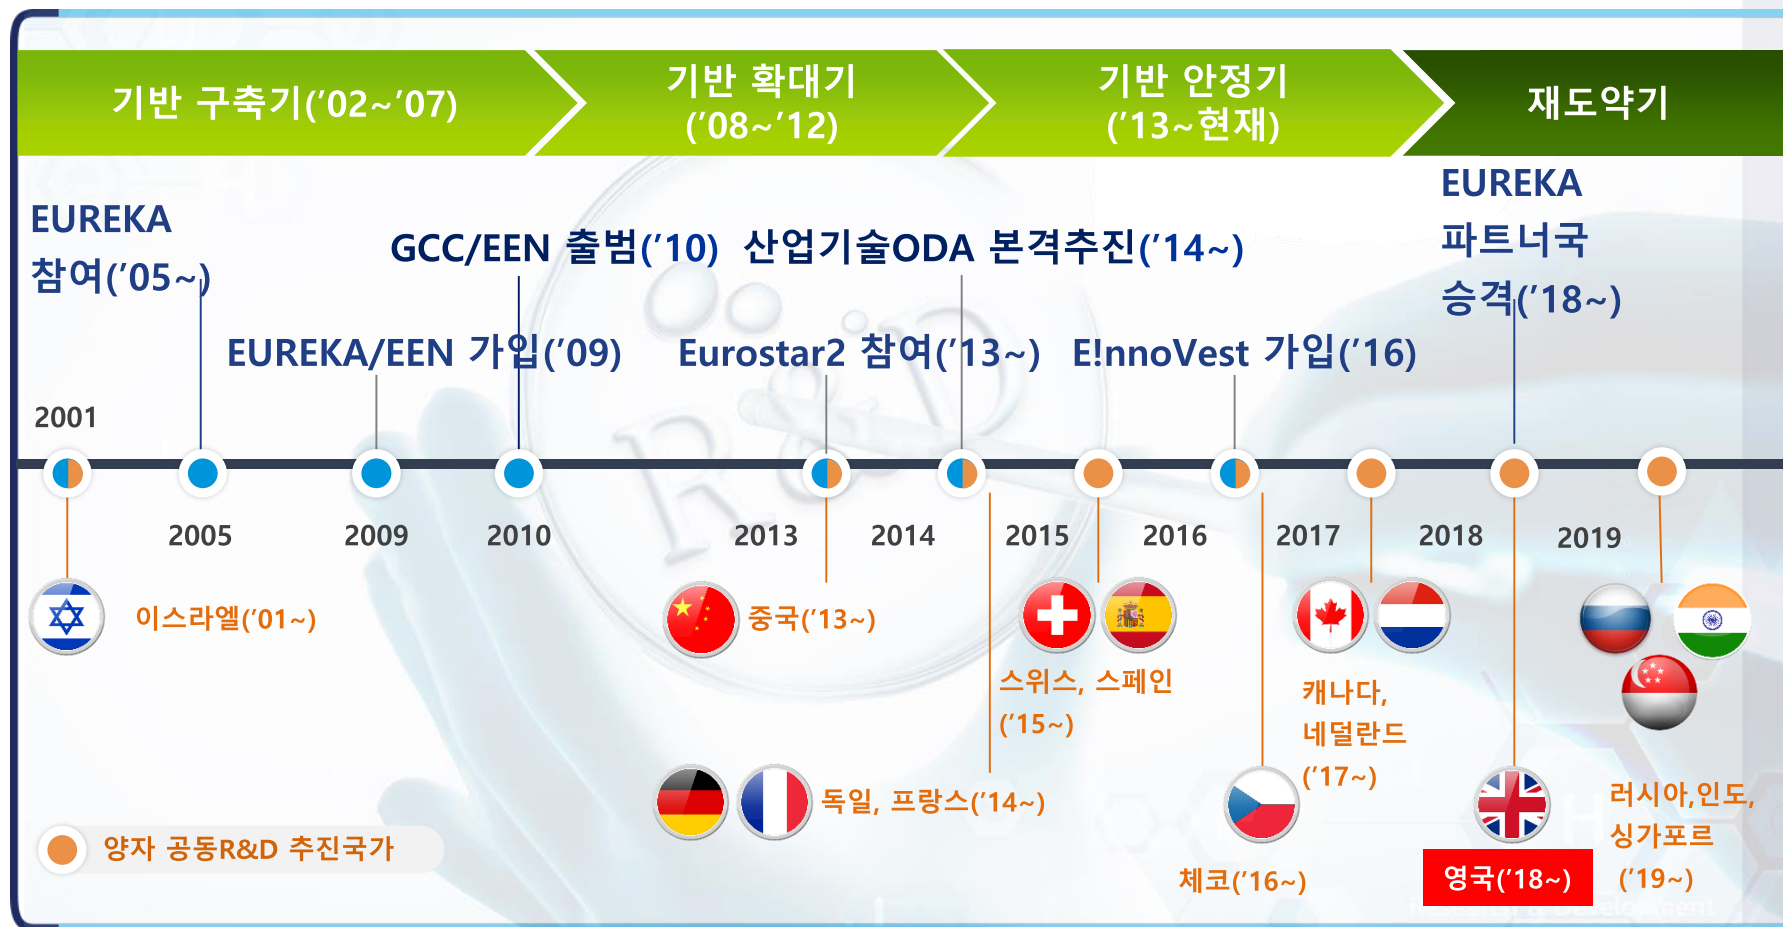 기반 구축기(’02~’07)
기반 확대기
(’08~’12)
기반 안정기
(’13~현재)
재도약기
EUREKA
참여(’05~)
GCC/EEN 출범(’10)
산업기술ODA 본격추진(’14~)
EUREKA
파트너국
승격(’18~)
EUREKA/EEN 가입(’09)
Eurostar2 참여(’13~)
E!nnoVest 가입(’16)
2001
2005
2009
2010
2013
2014
2015
2016
2017
2018
2019
R&D
이스라엘(’01~)
중국(’13~)
스위스, 스페인
(’15~)
캐나다,
네덜란드
(’17~)
독일, 프랑스(’14~)
러시아,인도,
싱가포르
(’19~)
양자 공동R&D 추진국가
체코(’16~)
영국(’18~)
Research & Development